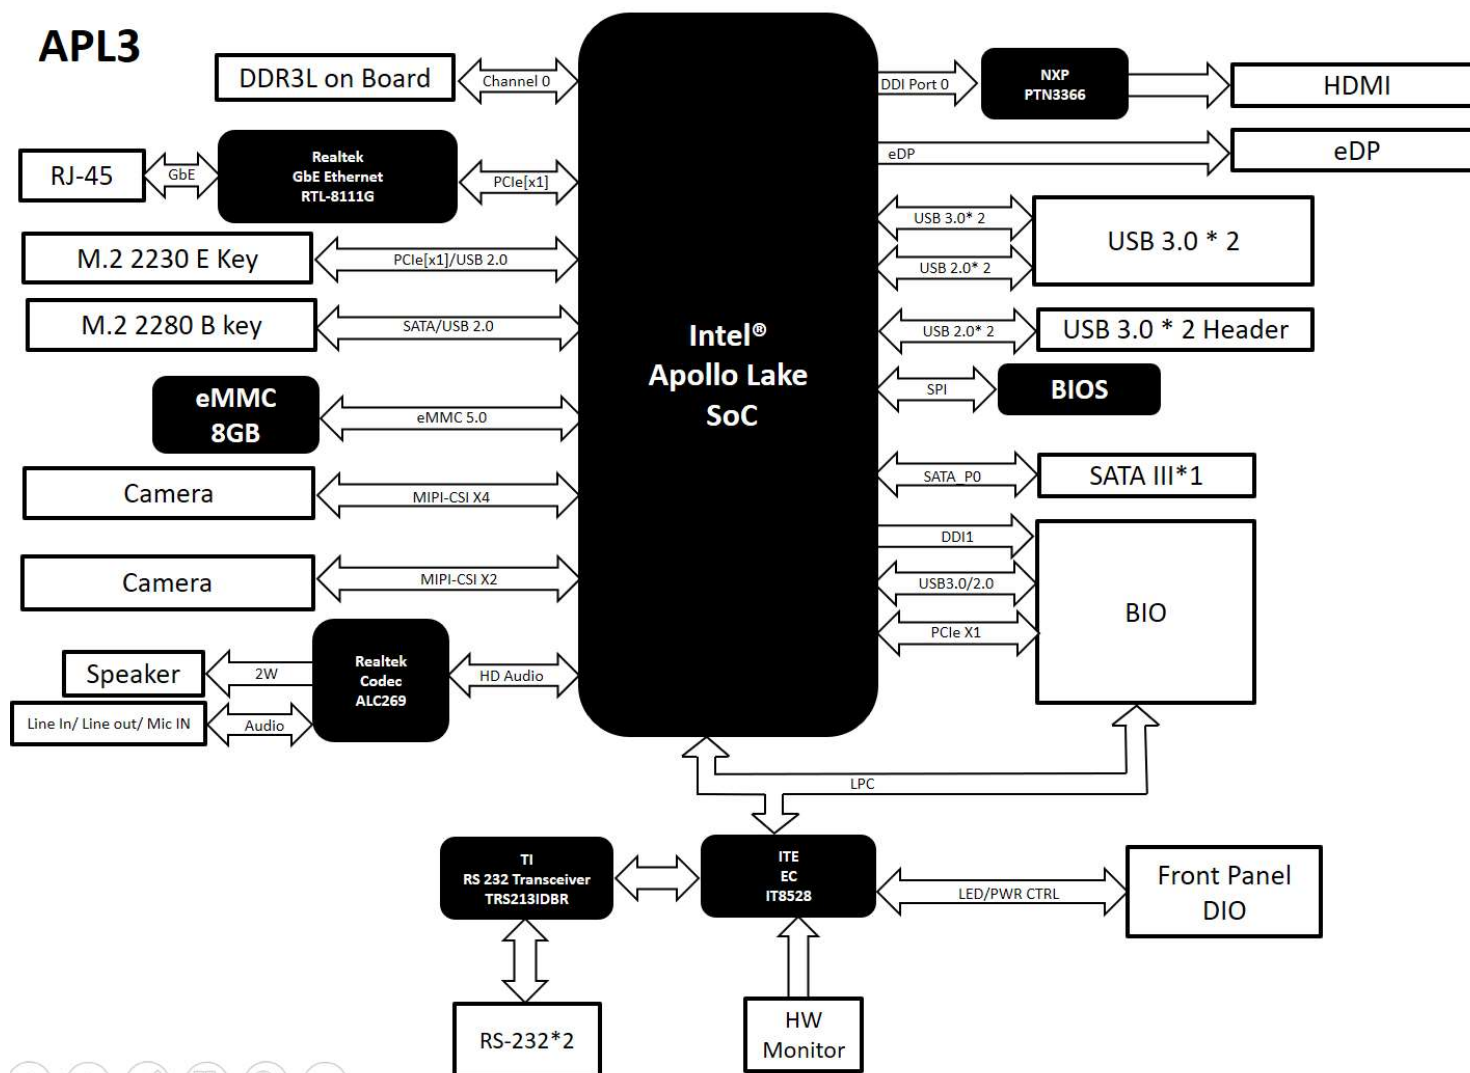 APL3
DDR3L on Board
Channel 0
DDI Port 0
NXP
PTN3366
HDMI
eDP
eDP
RJ-45
GbE
Realtek
GbE Ethernet
RTL-8111G
PCIe[x1]
USB 3.0* 2
USB 2.0* 2
USB 3.0 * 2
M.2 2230 E Key
PCIe[x1]/USB 2.0
M.2 2280 B key
SATA/USB 2.0
Intel®
Apollo Lake
SoC
USB 2.0* 2
USB 3.0 * 2 Header
SPI
BIOS
eMMC
8GB
eMMC 5.0
Camera
MIPI-CSI X4
SATA_P0
SATA III*1
Camera
MIPI-CSI X2
DDI1
USB3.0/2.0
PCIe X1
BIO
Speaker
2W
Realtek
Codec
ALC269
HD Audio
Line In/ Line out/ Mic IN
Audio
LPC
TI
RS 232 Transceiver
TRS213IDBR
ITE
EC
IT8528
LED/PWR CTRL
Front Panel
DIO
RS-232*2
HW
Monitor